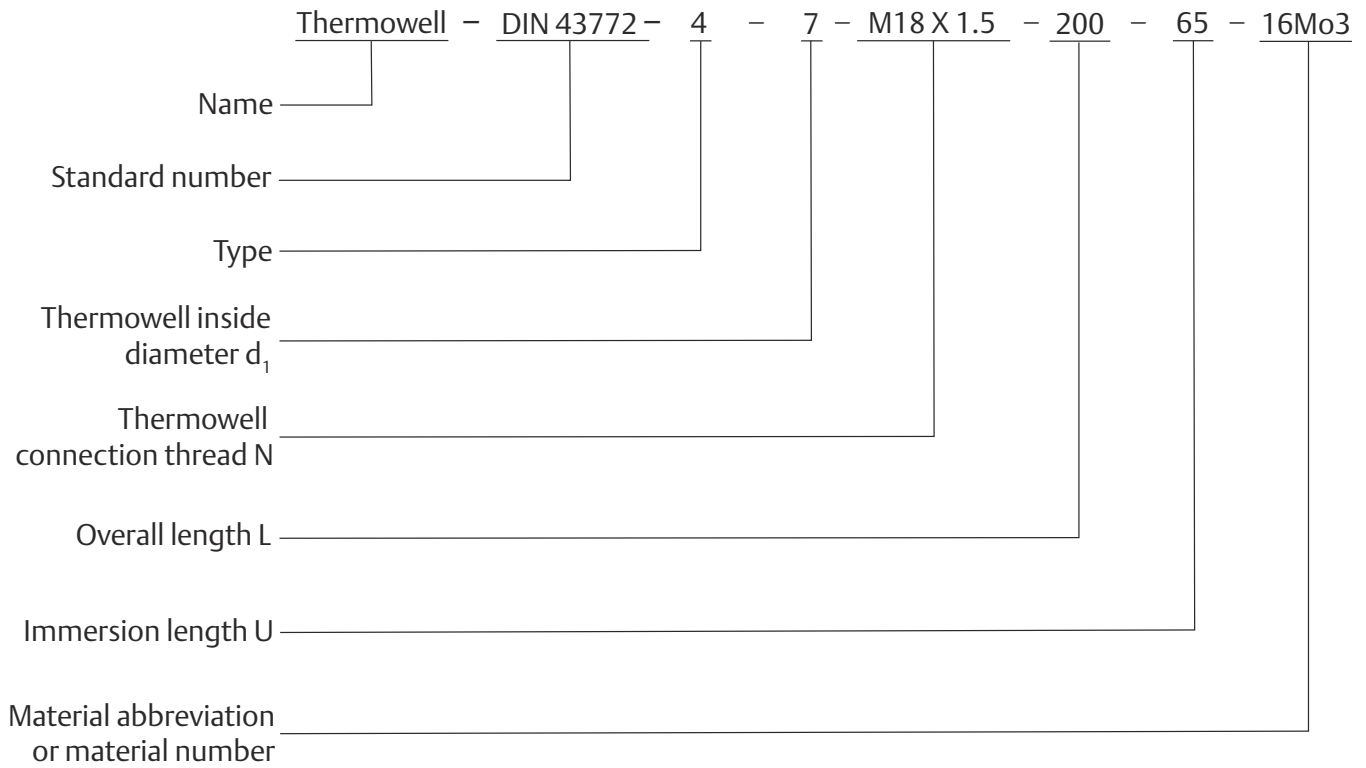 Thermowell – DIN 43772 – 4 – 7 – M18 X 1.5 – 200 – 65 – 16Mo3
Name
Standard number
Type
Thermowell inside
diameter d₁
Thermowell
connection thread N
Overall length L
Immersion length U
Material abbreviation
or material number